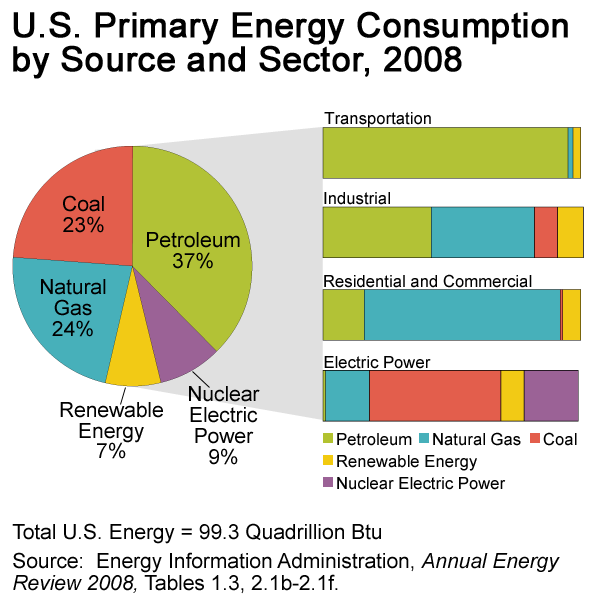 U.S. Primary Energy Consumption
by Source and Sector, 2008
Transportation
Coal
23%
Industrial
Petroleum
37%
Natural
Gas
24%
Residential and Commercial
Electric Power
Nuclear
Electric
Power
9%
Renewable
Energy
7%
Petroleum Natural Gas Coal
Renewable Energy
Nuclear Electric Power
Total U.S. Energy = 99.3 Quadrillion Btu
Source: Energy Information Administration, Annual Energy
Review 2008, Tables 1.3, 2.1b-2.1f.